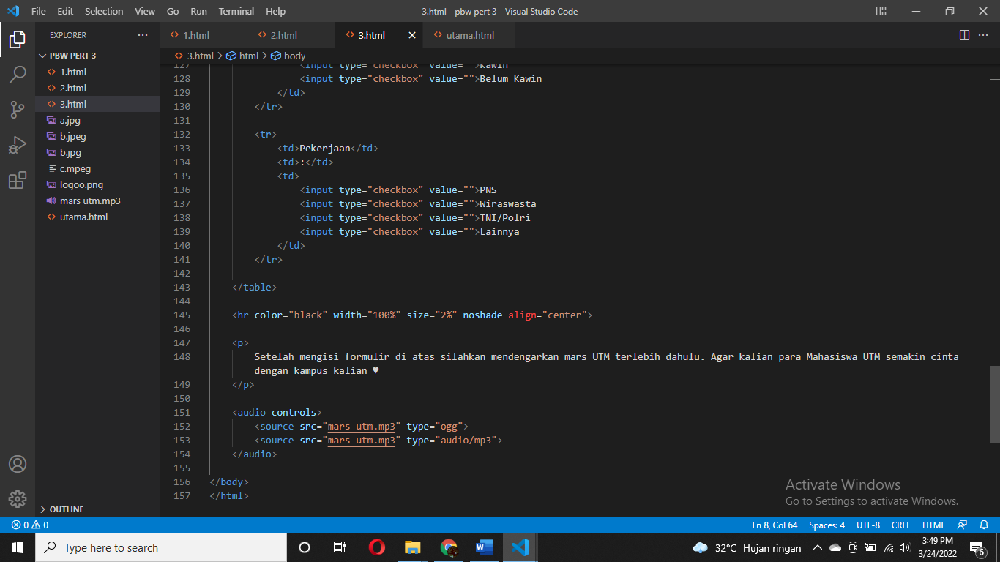 File Edit Selection View Go Run Terminal Help 3.html - pbw pert 3 - Visual Studio Code
EXPLORER ···
PBW PERT 3
1.html
2.html
3.html
a.jpg
b.jpeg
b.jpg
c.mpeg
logoo.png
mars utm.mp3
utama.html
OUTLINE
1.html 2.html 3.html utama.html
3.html > html > body
127 <input type="checkbox" value="">Kawin
128 <input type="checkbox" value="">Belum Kawin
129 </td>
130 </tr>
131
132 <tr>
133 <td>Pekerjaan</td>
134 <td>:</td>
135 <td>
136 <input type="checkbox" value="">PNS
137 <input type="checkbox" value="">Wiraswasta
138 <input type="checkbox" value="">TNI/Polri
139 <input type="checkbox" value="">Lainnya
140 </td>
141 </tr>
142
143 </table>
144
145 <hr color="black" width="100%" size="2%" noshade align="center">
146
147 <p>
148 Setelah mengisi formulir di atas silahkan mendengarkan mars UTM terlebih dahulu. Agar kalian para Mahasiswa UTM semakin cinta
dengan kampus kalian ♥
149 </p>
150
151 <audio controls>
152 <source src="mars utm.mp3" type="ogg">
153 <source src="mars utm.mp3" type="audio/mp3">
154 </audio>
155
156 </body>
157 </html>
Activate Windows
Go to Settings to activate Windows.
0 0 Ln 8, Col 64 Spaces: 4 UTF-8 CRLF HTML
Type here to search
32°C Hujan ringan
3:49 PM
3/24/2022
6